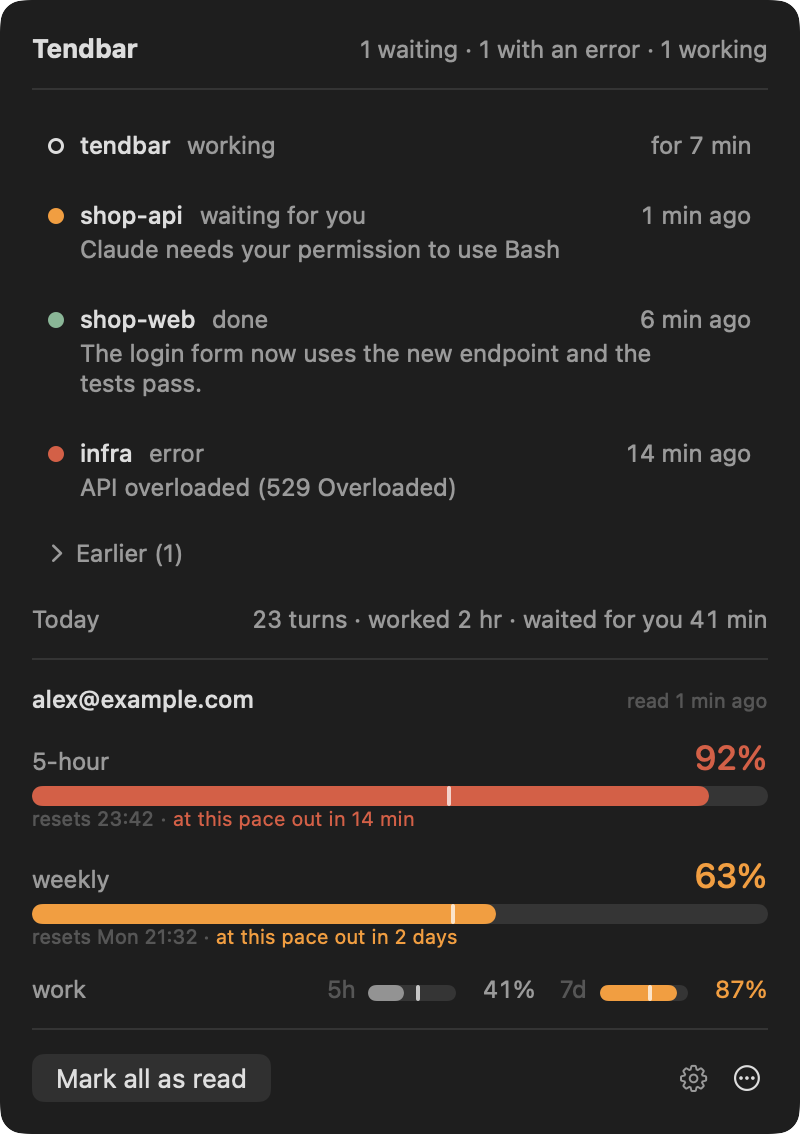 Tendbar 1 waiting · 1 with an error · 1 working
tendbar working for 7 min
shop-api waiting for you 1 min ago
Claude needs your permission to use Bash
shop-web done 6 min ago
The login form now uses the new endpoint and the
tests pass.
infra error 14 min ago
API overloaded (529 Overloaded)
Earlier (1)
Today 23 turns · worked 2 hr · waited for you 41 min
alex@example.com read 1 min ago
5-hour 92%
resets 23:42 · at this pace out in 14 min
weekly 63%
resets Mon 21:32 · at this pace out in 2 days
work 5h 41% 7d 87%
Mark all as read